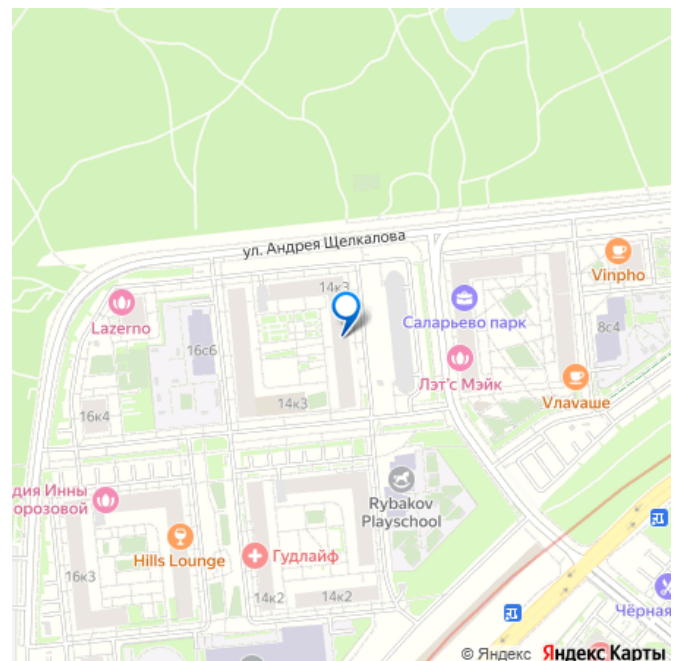 ул. Андрея Щелкалова
Vinpho
14к3
Lazerno
Саларьево парк
8с4
16с6
Лэт'с Мэйк
Vлаvаше
14к3
16к4
дия Инны
орозовой
Rybakov
Playschool
Hills Lounge
Гудлайф
16к3
14к2
14к2
Чёрная
© Яндекс Яндекс Карты